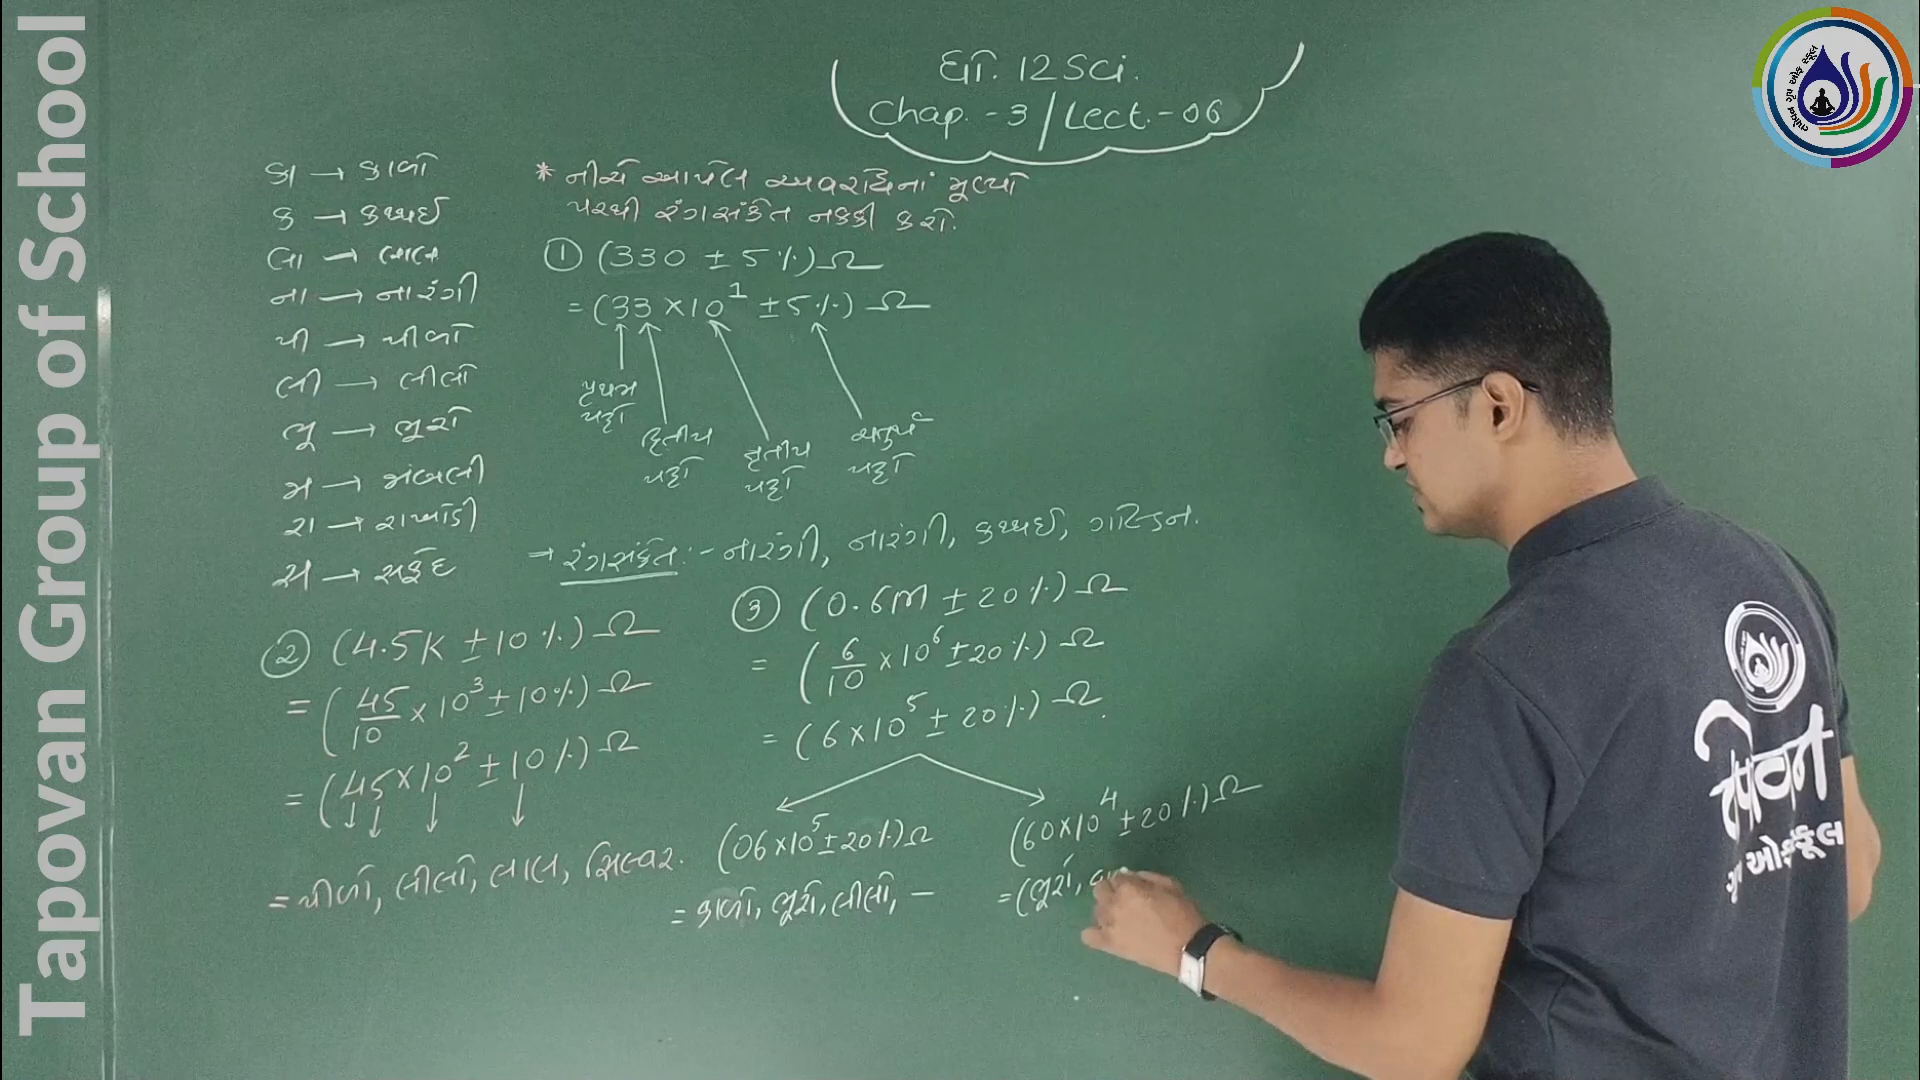 Tapovan Group of School
ધો. 12 Sci.
Chap. - 3 / Lect. - 06
કા → કાળો
ક → કથ્થઈ
લા → લાલ
ના → નારંગી
પી → પીળો
લી → લીલો
ભૂ → ભૂરો
જા → જાંબલી
રા → રાખોડી
સ → સફેદ
* નીચે આપેલ અવરોધનાં મૂલ્યો
પરથી રંગસંકેત નક્કી કરો.
① (330 ± 5%) Ω
= (33 × 10¹ ± 5%) Ω
પ્રથમ પટ્ટો
દ્વિતીય પટ્ટો
તૃતીય પટ્ટો
ચતુર્થ પટ્ટો
→ રંગસંકેત :- નારંગી, નારંગી, કથ્થઈ, ગોલ્ડન.
② (4.5K ± 10%) Ω
= (45/10 × 10³ ± 10%) Ω
= (45 × 10² ± 10%) Ω
= પીળો, લીલો, લાલ, સિલ્વર.
③ (0.6M ± 20%) Ω
= (6/10 × 10⁶ ± 20%) Ω
= (6 × 10⁵ ± 20%) Ω.
(06 × 10⁵ ± 20%) Ω
= કાળો, ભૂરો, લીલો, –
(60 × 10⁴ ± 20%) Ω
= (ભૂરો,
તપોવન
ગ્રુપ ઓફ સ્કૂલ